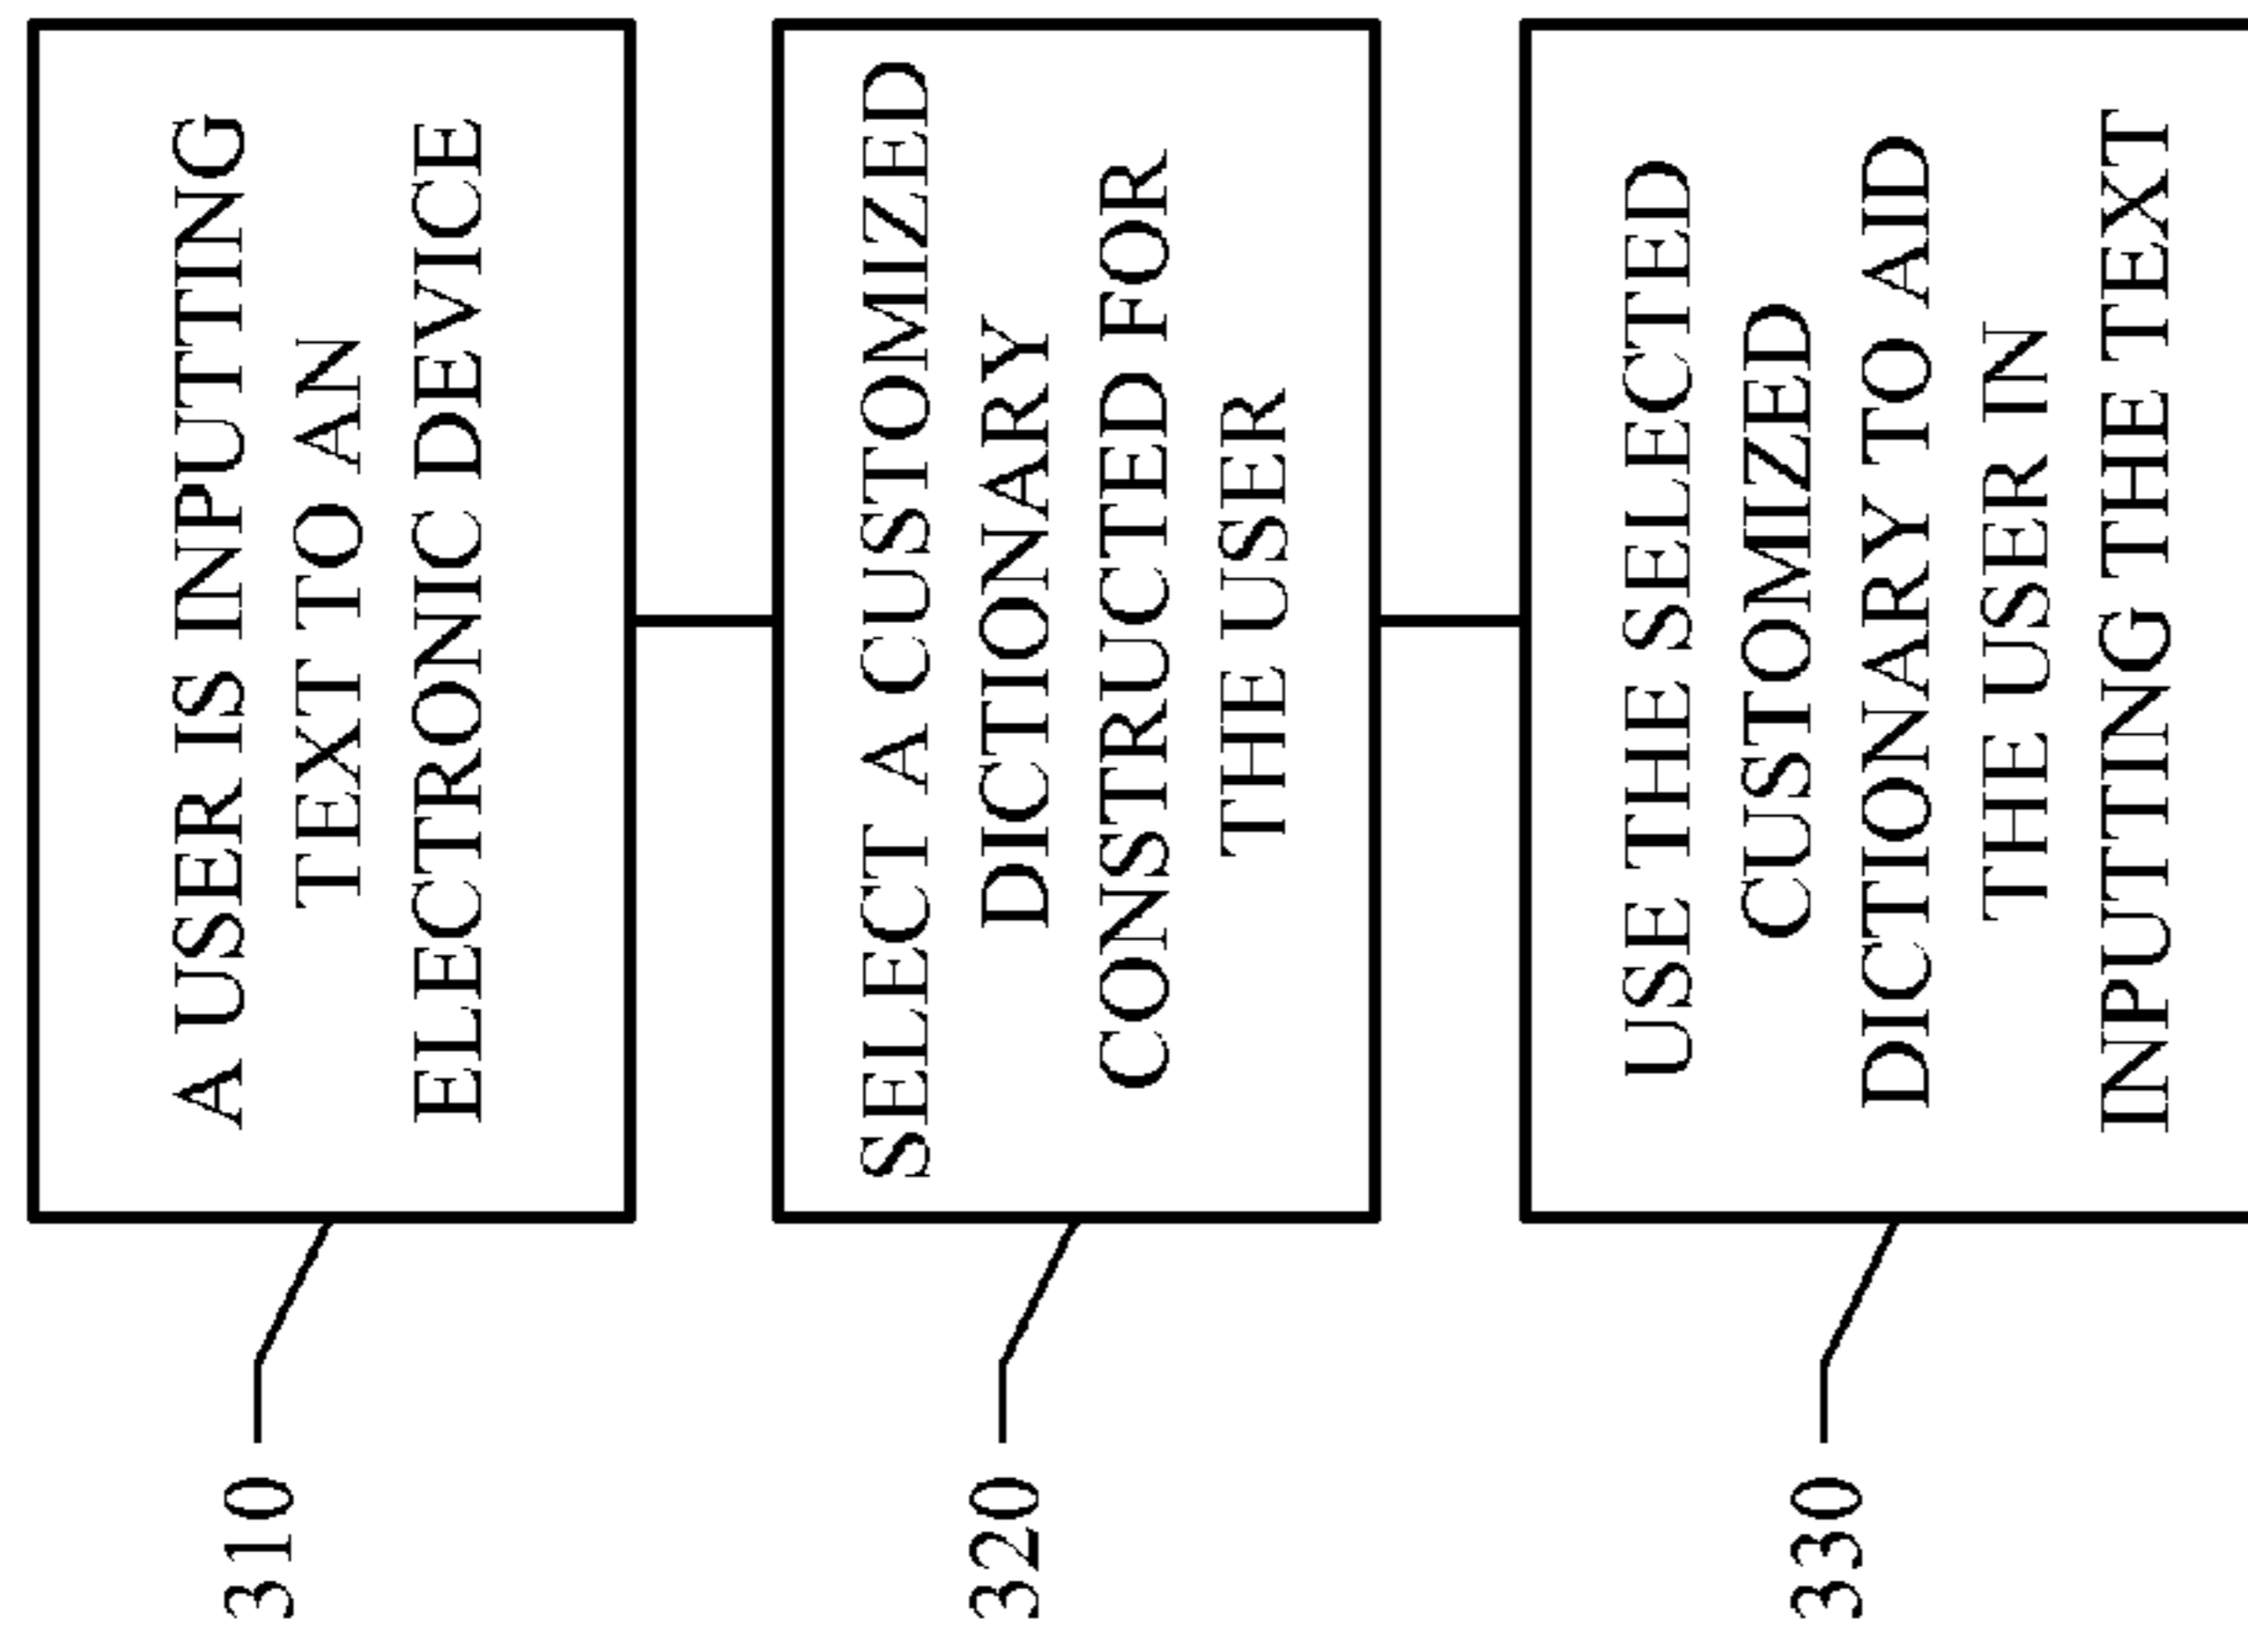 310
A USER IS INPUTTING
TEXT TO AN
ELECTRONIC DEVICE
320
SELECT A CUSTOMIZED
DICTIONARY
CONSTRUCTED FOR
THE USER
330
USE THE SELECTED
CUSTOMIZED
DICTIONARY TO AID
THE USER IN
INPUTTING THE TEXT